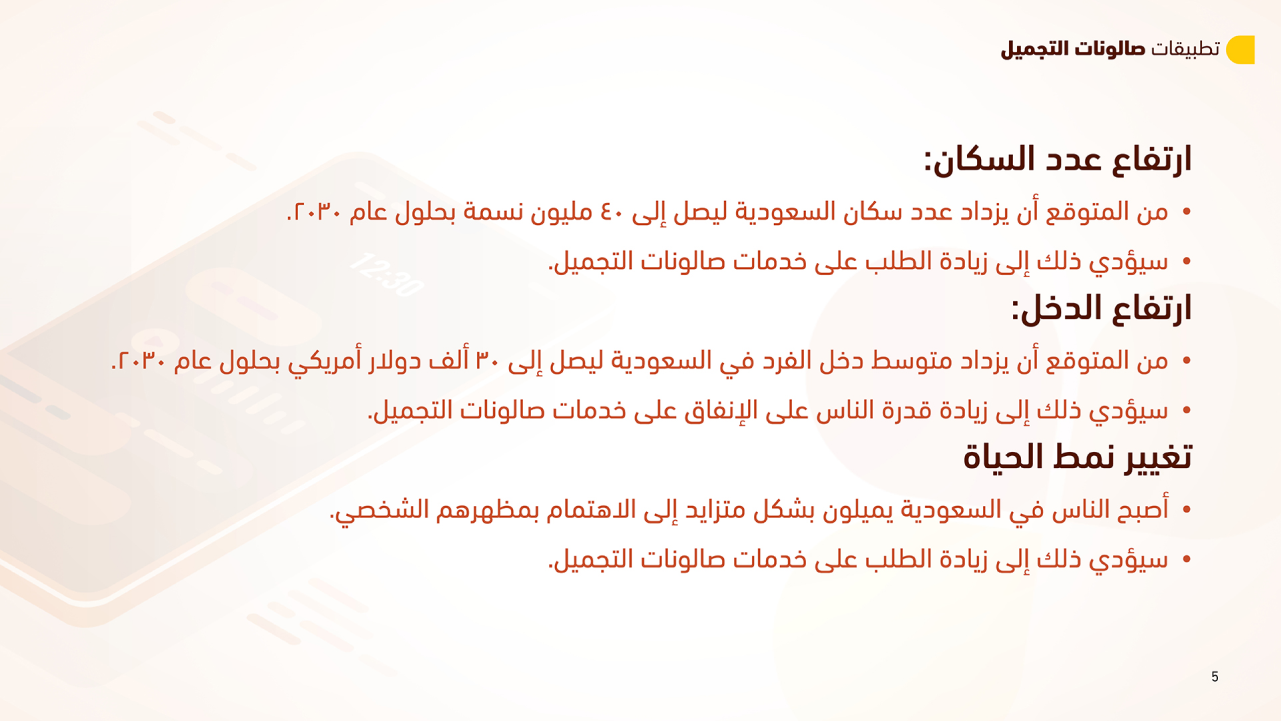 تطبيقات صالونات التجميل
ارتفاع عدد السكان:
• من المتوقع أن يزداد عدد سكان السعودية ليصل إلى ٤٠ مليون نسمة بحلول عام ٢٠٣٠.
• سيؤدي ذلك إلى زيادة الطلب على خدمات صالونات التجميل.
ارتفاع الدخل:
• من المتوقع أن يزداد متوسط دخل الفرد في السعودية ليصل إلى ٣٠ ألف دولار أمريكي بحلول عام ٢٠٣٠.
• سيؤدي ذلك إلى زيادة قدرة الناس على الإنفاق على خدمات صالونات التجميل.
تغيير نمط الحياة
• أصبح الناس في السعودية يميلون بشكل متزايد إلى الاهتمام بمظهرهم الشخصي.
• سيؤدي ذلك إلى زيادة الطلب على خدمات صالونات التجميل.
12:30
5